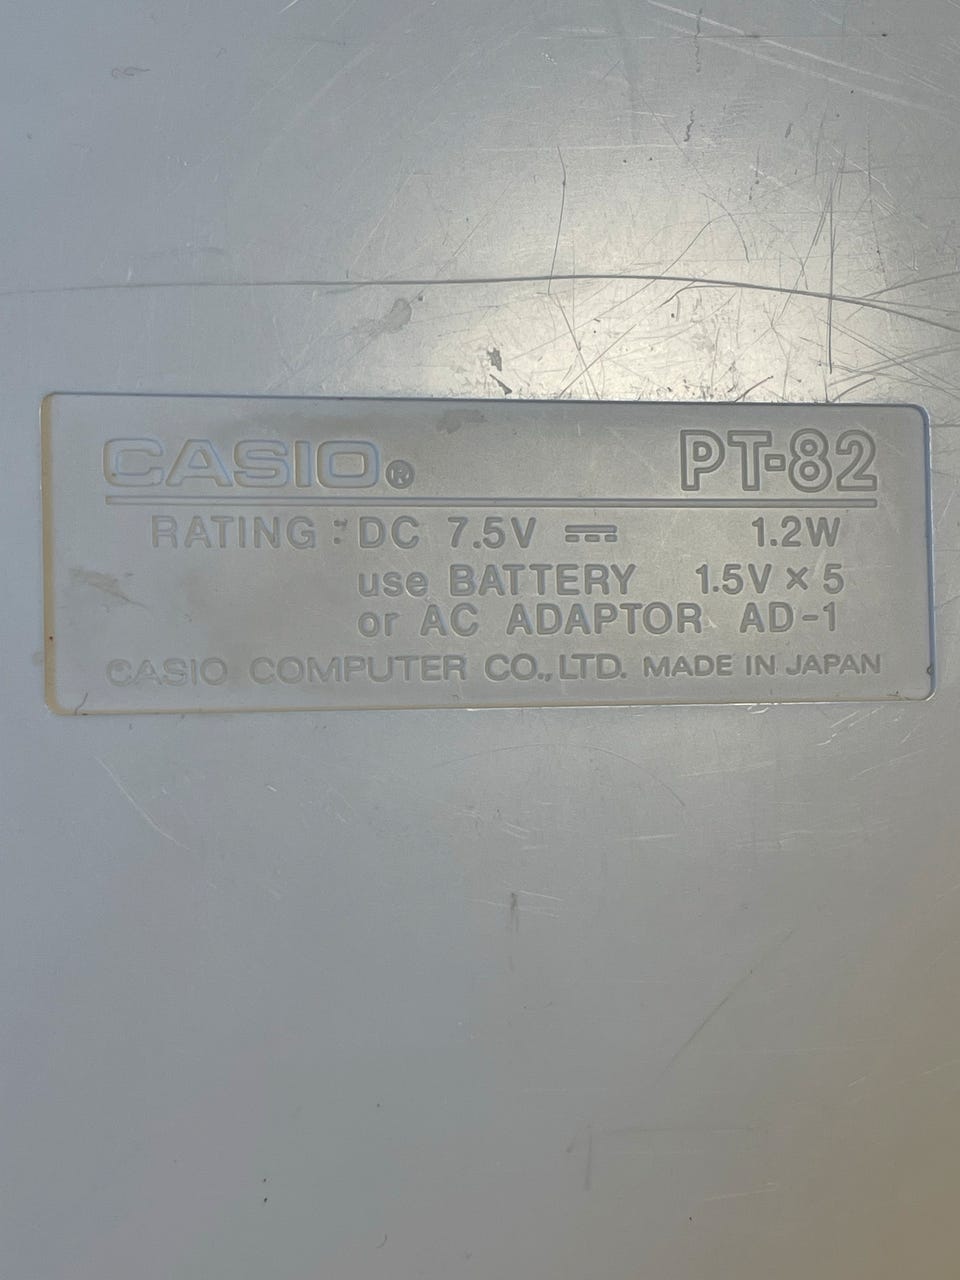 CASIO® PT-82
RATING : DC 7.5V ⎓ 1.2W
use BATTERY 1.5V × 5
or AC ADAPTOR AD-1
CASIO COMPUTER CO., LTD. MADE IN JAPAN